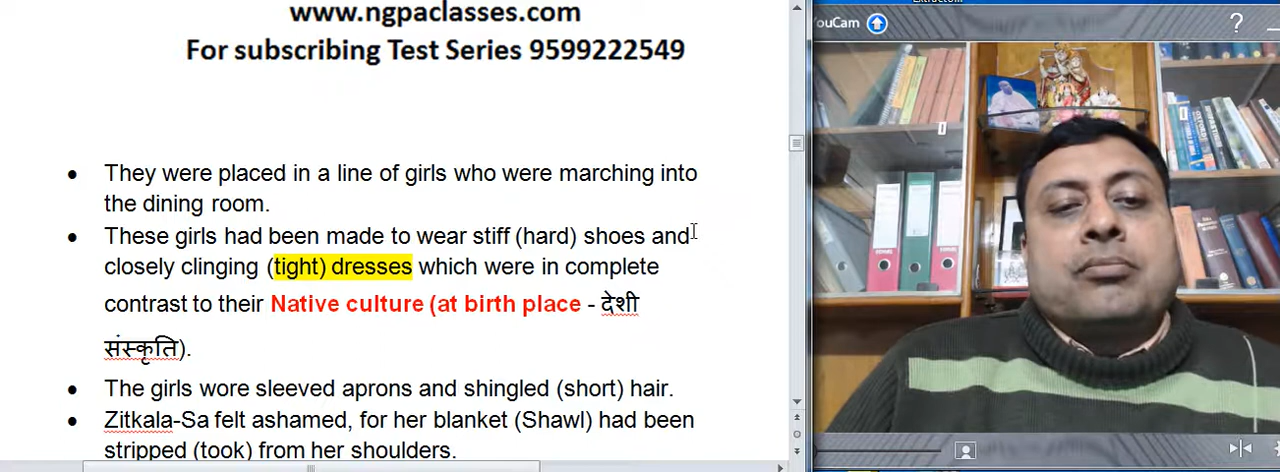 www.ngpaclasses.com
For subscribing Test Series 9599222549
• They were placed in a line of girls who were marching into
the dining room.
• These girls had been made to wear stiff (hard) shoes and
closely clinging (tight) dresses which were in complete
contrast to their Native culture (at birth place - देशी
संस्कृति).
• The girls wore sleeved aprons and shingled (short) hair.
• Zitkala-Sa felt ashamed, for her blanket (Shawl) had been
stripped (took) from her shoulders.
YouCam
?
OXFORD